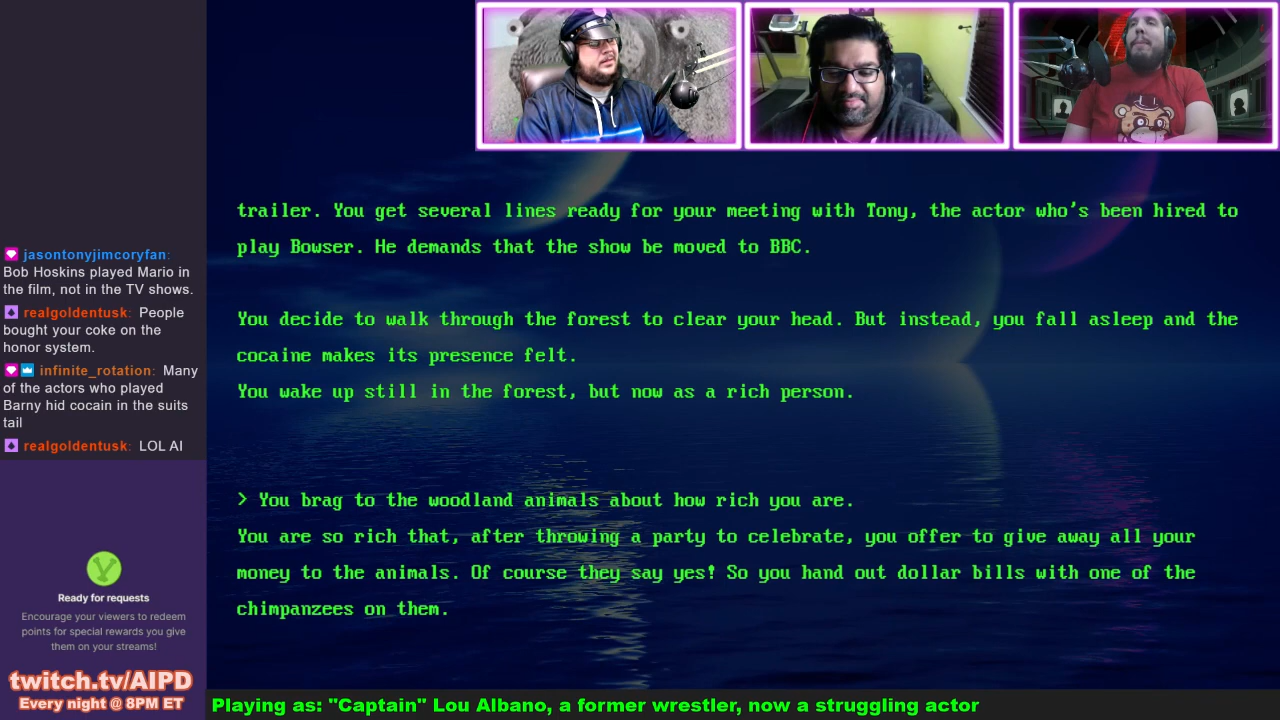 trailer. You get several lines ready for your meeting with Tony, the actor who's been hired to
play Bowser. He demands that the show be moved to BBC.
You decide to walk through the forest to clear your head. But instead, you fall asleep and the
cocaine makes its presence felt.
You wake up still in the forest, but now as a rich person.
> You brag to the woodland animals about how rich you are.
You are so rich that, after throwing a party to celebrate, you offer to give away all your
money to the animals. Of course they say yes! So you hand out dollar bills with one of the
chimpanzees on them.
jasontonyjimcoryfan:
Bob Hoskins played Mario in
the film, not in the TV shows.
realgoldentusk: People
bought your coke on the
honor system.
infinite_rotation: Many
of the actors who played
Barny hid cocain in the suits
tail
realgoldentusk: LOL AI
Ready for requests
Encourage your viewers to redeem
points for special rewards you give
them on your streams!
twitch.tv/AIPD
Every night @ 8PM ET
Playing as: "Captain" Lou Albano, a former wrestler, now a struggling actor